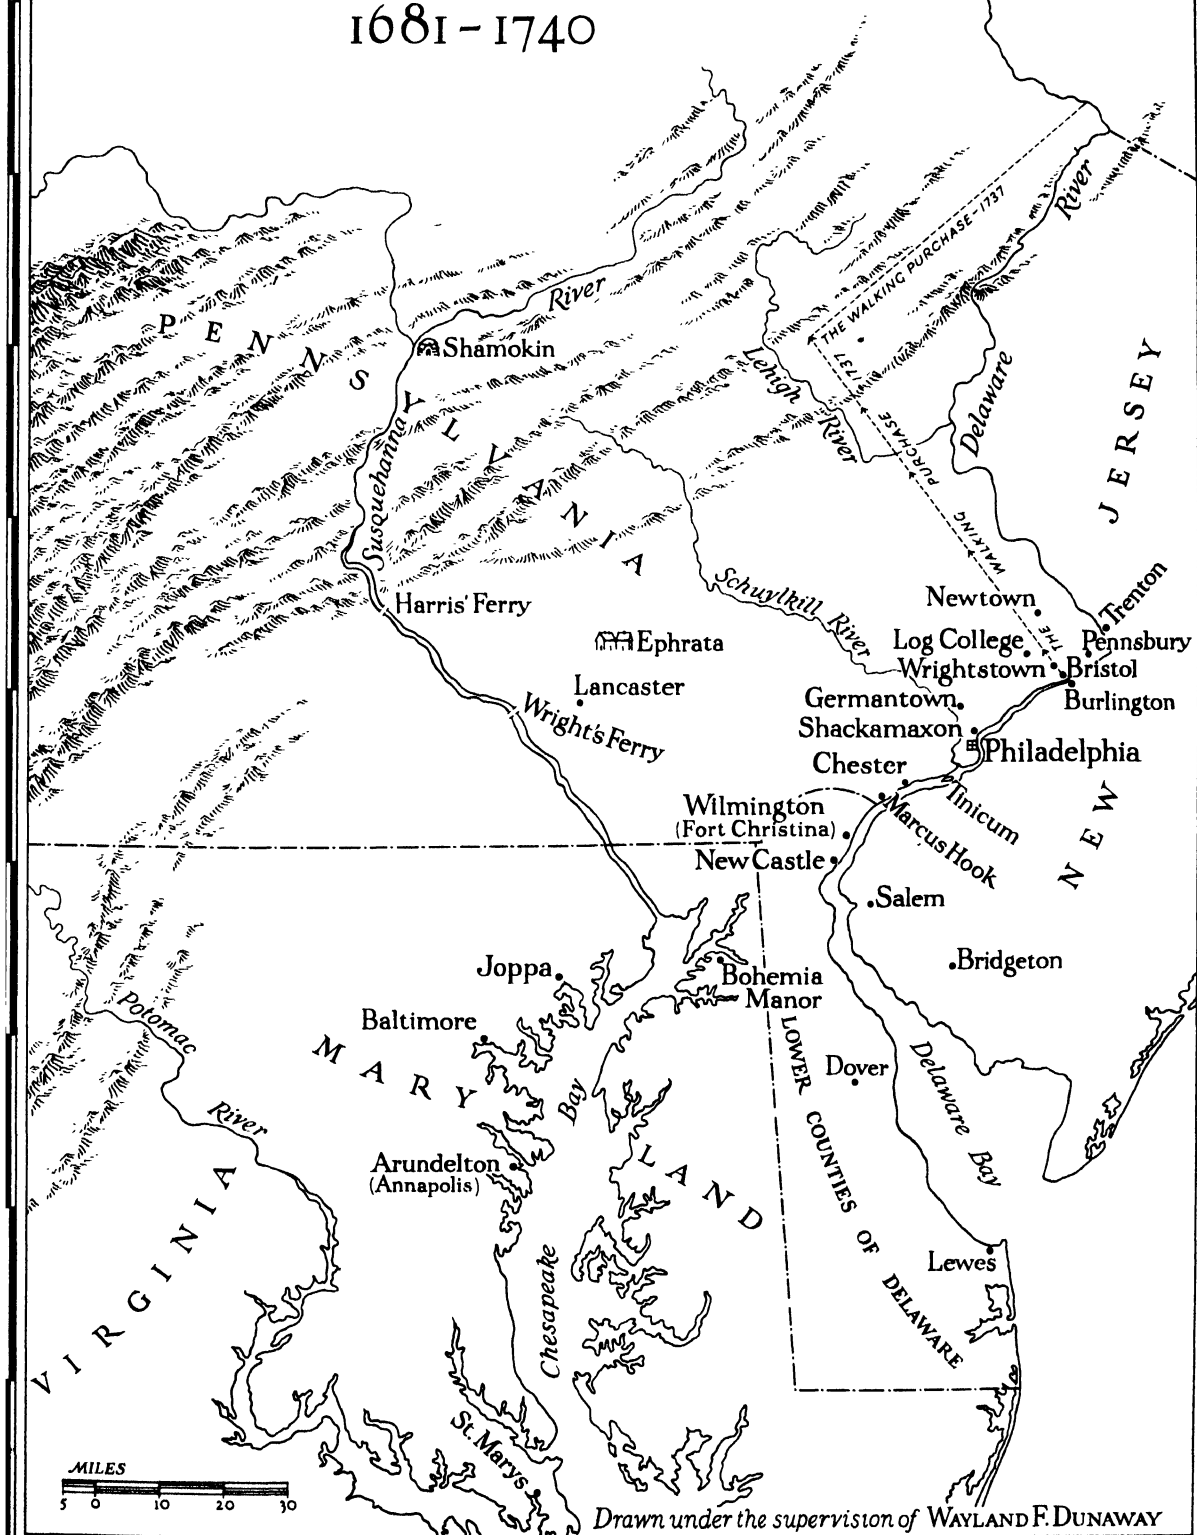 1681-1740
River
THE WALKING PURCHASE-1737
River
PENNSYLVANIA
Shamokin
Lehigh
River
1737
PURCHASE
WALKING
THE
Delaware
JERSEY
Susquehanna
Schuylkill
River
Harris' Ferry
Newtown
Trenton
Ephrata
Log College
Pennsbury
Wrightstown
Bristol
Lancaster
Germantown
Burlington
Wright's Ferry
Shackamaxon
Philadelphia
Chester
Tinicum
Wilmington
(Fort Christina)
Marcus Hook
NEW
New Castle
Salem
Joppa
Bohemia
Manor
Bridgeton
Potomac
Baltimore
MARY
LAND
LOWER COUNTIES OF DELAWARE
Dover
Delaware Bay
Bay
River
Arundelton
(Annapolis)
VIRGINIA
Chesapeake
Lewes
St. Marys
MILES
5 0 10 20 30
Drawn under the supervision of WAYLAND F. DUNAWAY